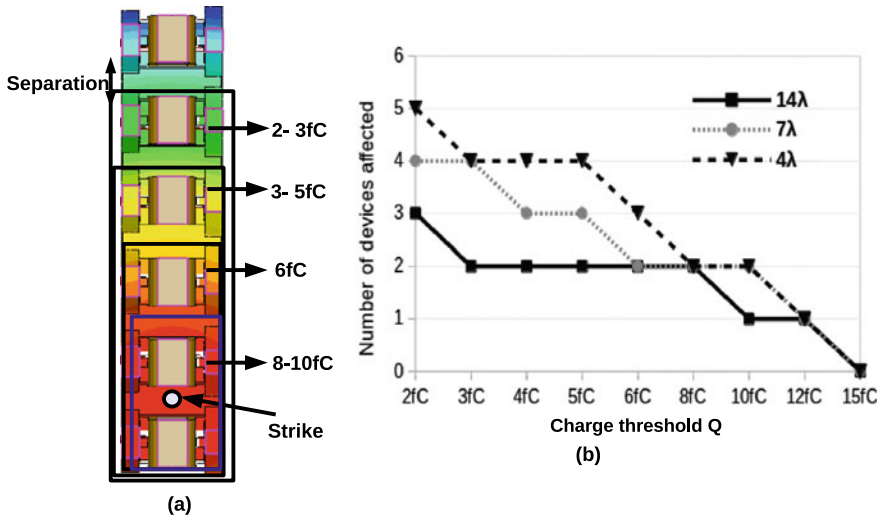 Separation
2- 3fC
3- 5fC
6fC
8-10fC
Strike
(a)
Number of devices affected
6
5
4
3
2
1
0
14λ
7λ
4λ
2fC 3fC 4fC 5fC 6fC 8fC 10fC 12fC 15fC
Charge threshold Q
(b)